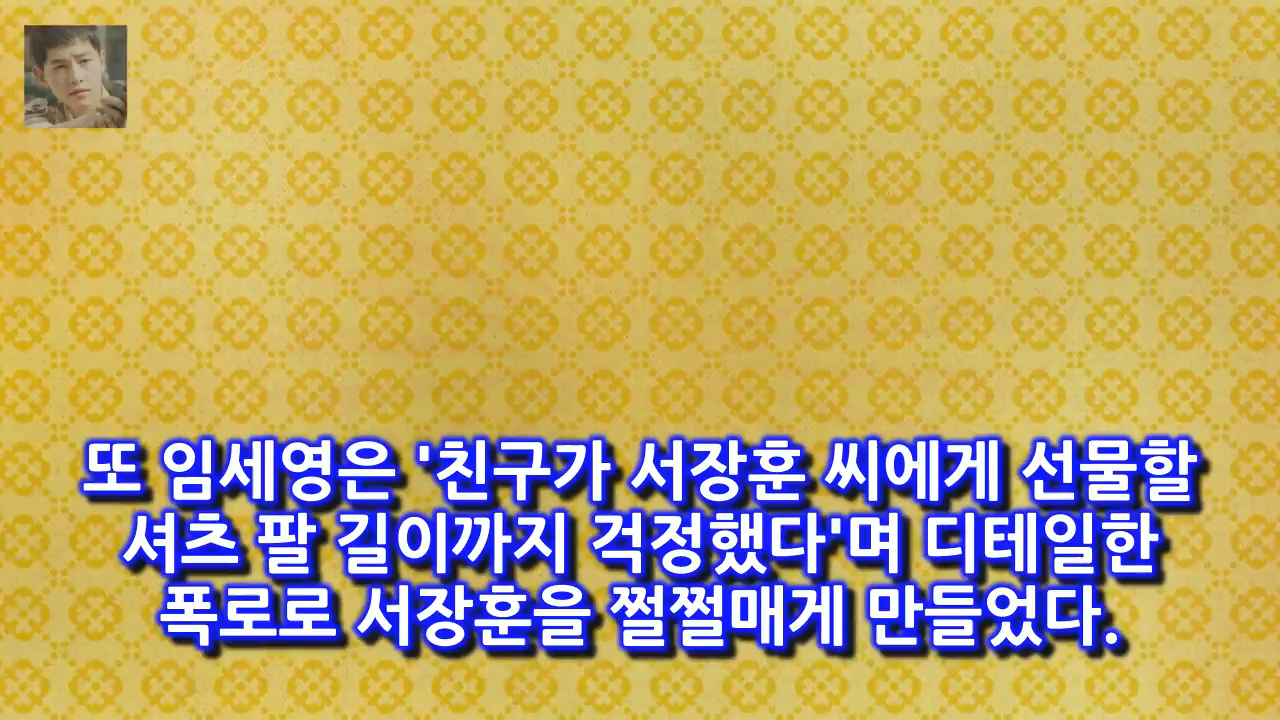 또 임세영은 '친구가 서장훈 씨에게 선물할
셔츠 팔 길이까지 걱정했다'며 디테일한
폭로로 서장훈을 쩔쩔매게 만들었다.